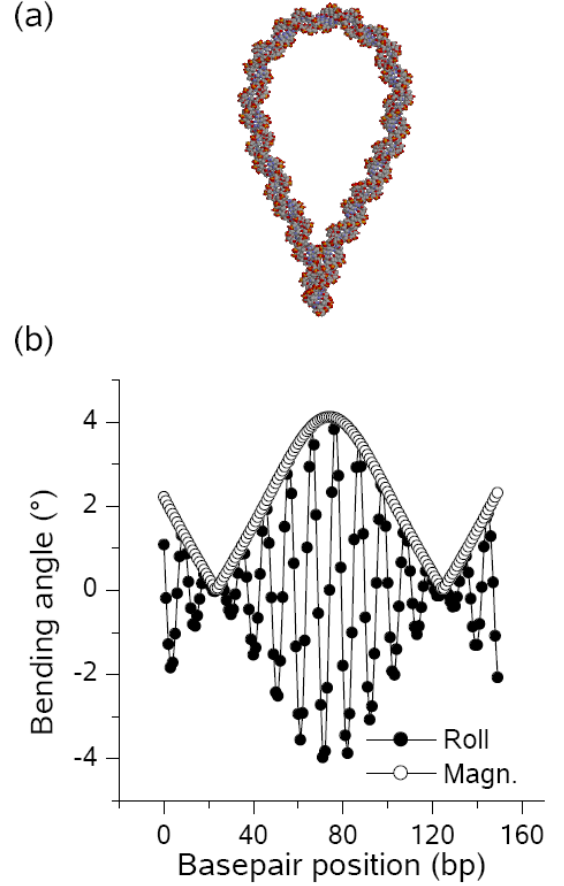 (a)
(b)
Bending angle (°)
4
2
0
-2
-4
Roll
Magn.
0 40 80 120 160
Basepair position (bp)